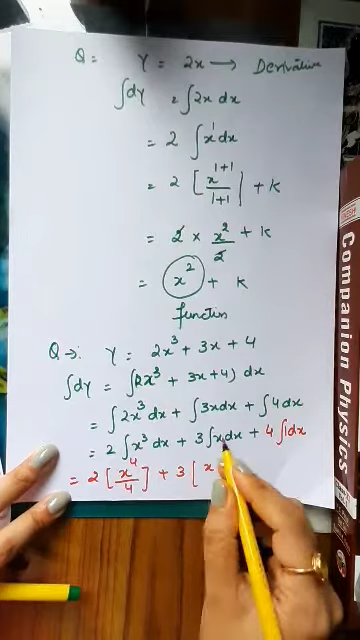 Q: Y = 2x → Derivative
∫dY = ∫2x dx
= 2 ∫x¹dx
= 2 [x¹⁺¹/1+1] + k
= 2 × x²/2 + k
= x² + k
function
Q → Y = 2x³ + 3x + 4
∫dY = ∫(2x³ + 3x + 4) dx
= ∫2x³ dx + ∫3x dx + ∫4 dx
= 2 ∫x³ dx + 3 ∫x dx + 4 ∫1 dx
= 2 [x⁴/4] + 3 [x
Companion Physics